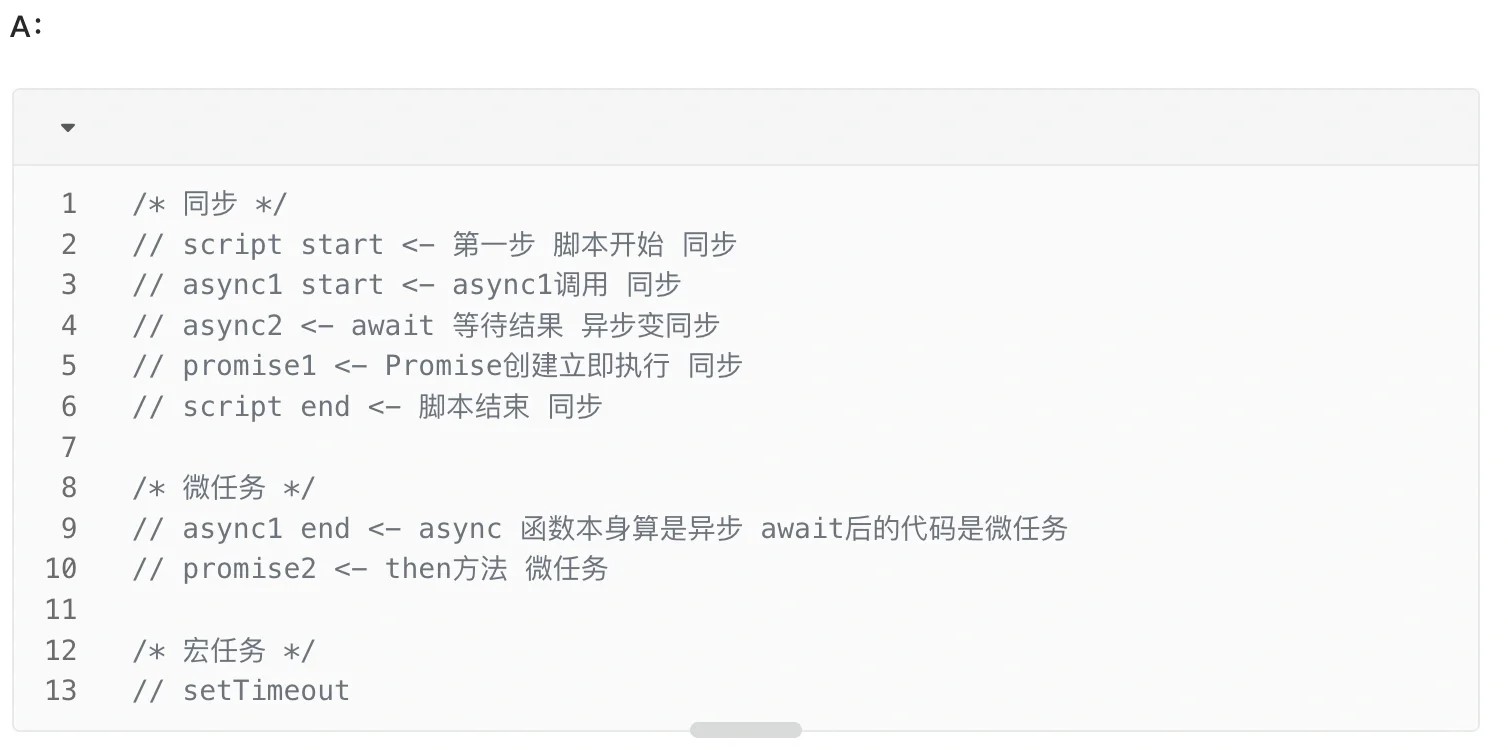 A:
1 /* 同步 */
2 // script start <- 第一步 脚本开始 同步
3 // async1 start <- async1调用 同步
4 // async2 <- await 等待结果 异步变同步
5 // promise1 <- Promise创建立即执行 同步
6 // script end <- 脚本结束 同步
7
8 /* 微任务 */
9 // async1 end <- async 函数本身算是异步 await后的代码是微任务
10 // promise2 <- then方法 微任务
11
12 /* 宏任务 */
13 // setTimeout